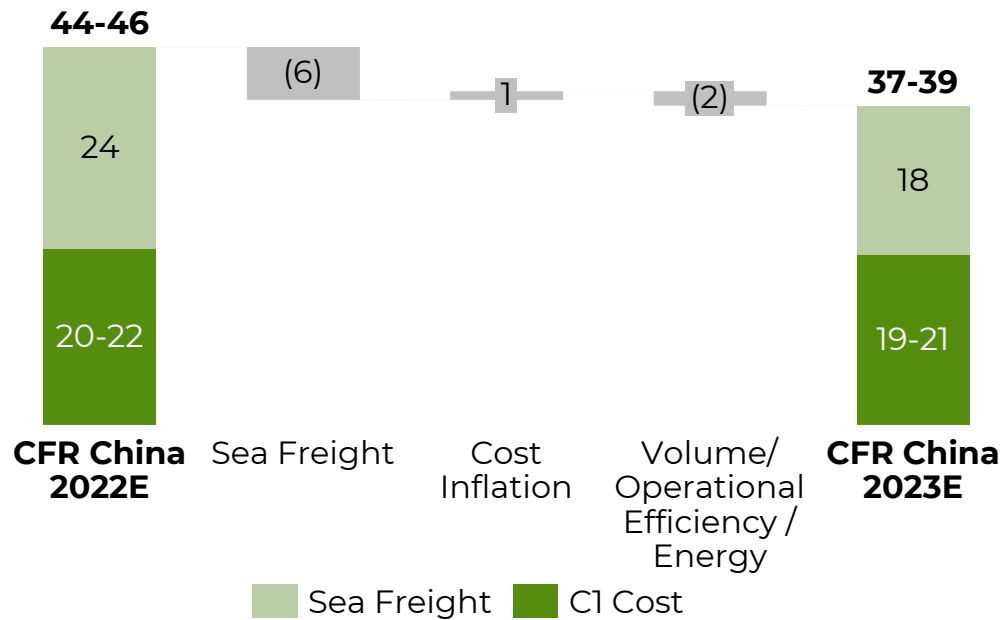 44-46
(6)
1
(2)
37-39
24
18
20-22
19-21
CFR China
2022E
Sea Freight
Cost
Inflation
Volume/
Operational
Efficiency /
Energy
CFR China
2023E
Sea Freight
C1 Cost